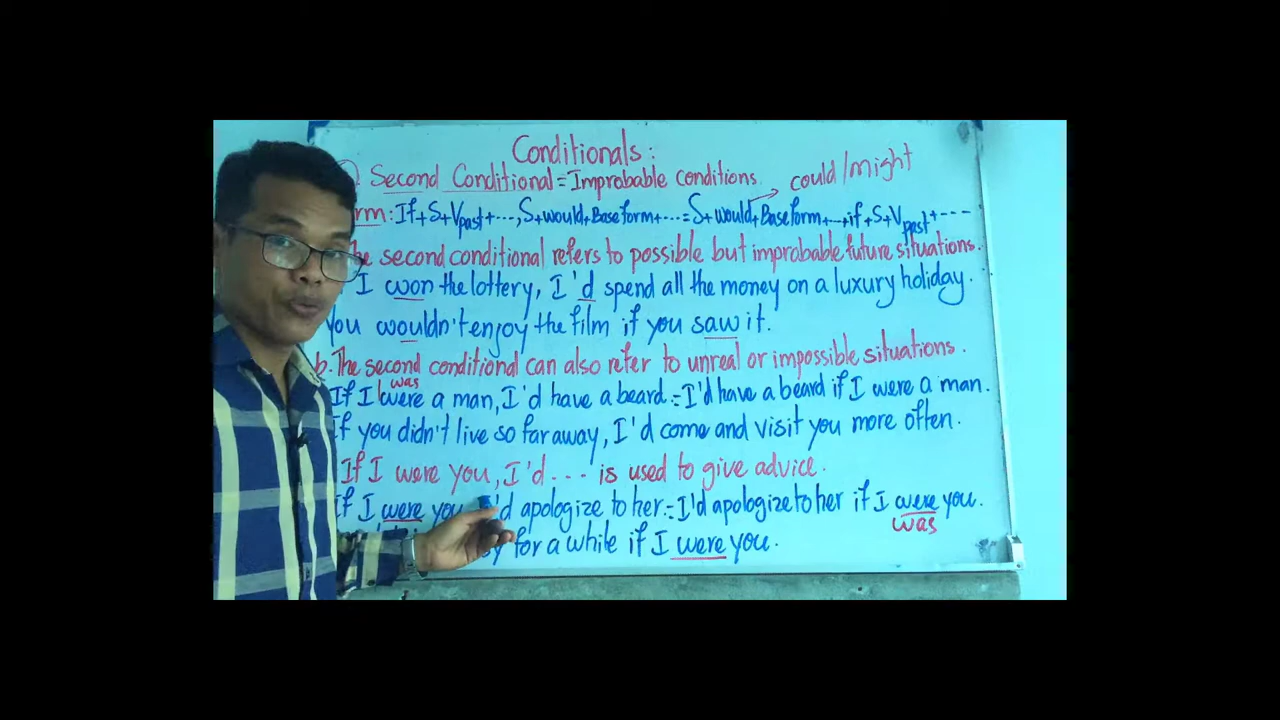 Conditionals:
Second Conditional = Improbable conditions could/might
rm: If + S + Vpast + ..., S + would + Base form + ... = S + would + Base form + ... if + S + Vpast + ---
he second conditional refers to possible but improbable future situations.
I won the lottery, I'd spend all the money on a luxury holiday.
you wouldn't enjoy the film if you saw it.
b. The second conditional can also refer to unreal or impossible situations.
was
If I were a man, I'd have a beard. = I'd have a beard if I were a man.
If you didn't live so far away, I'd come and visit you more often.
If I were you, I'd... is used to give advice.
If I were you I'd apologize to her. = I'd apologize to her if I were you.
was
for a while if I were you.